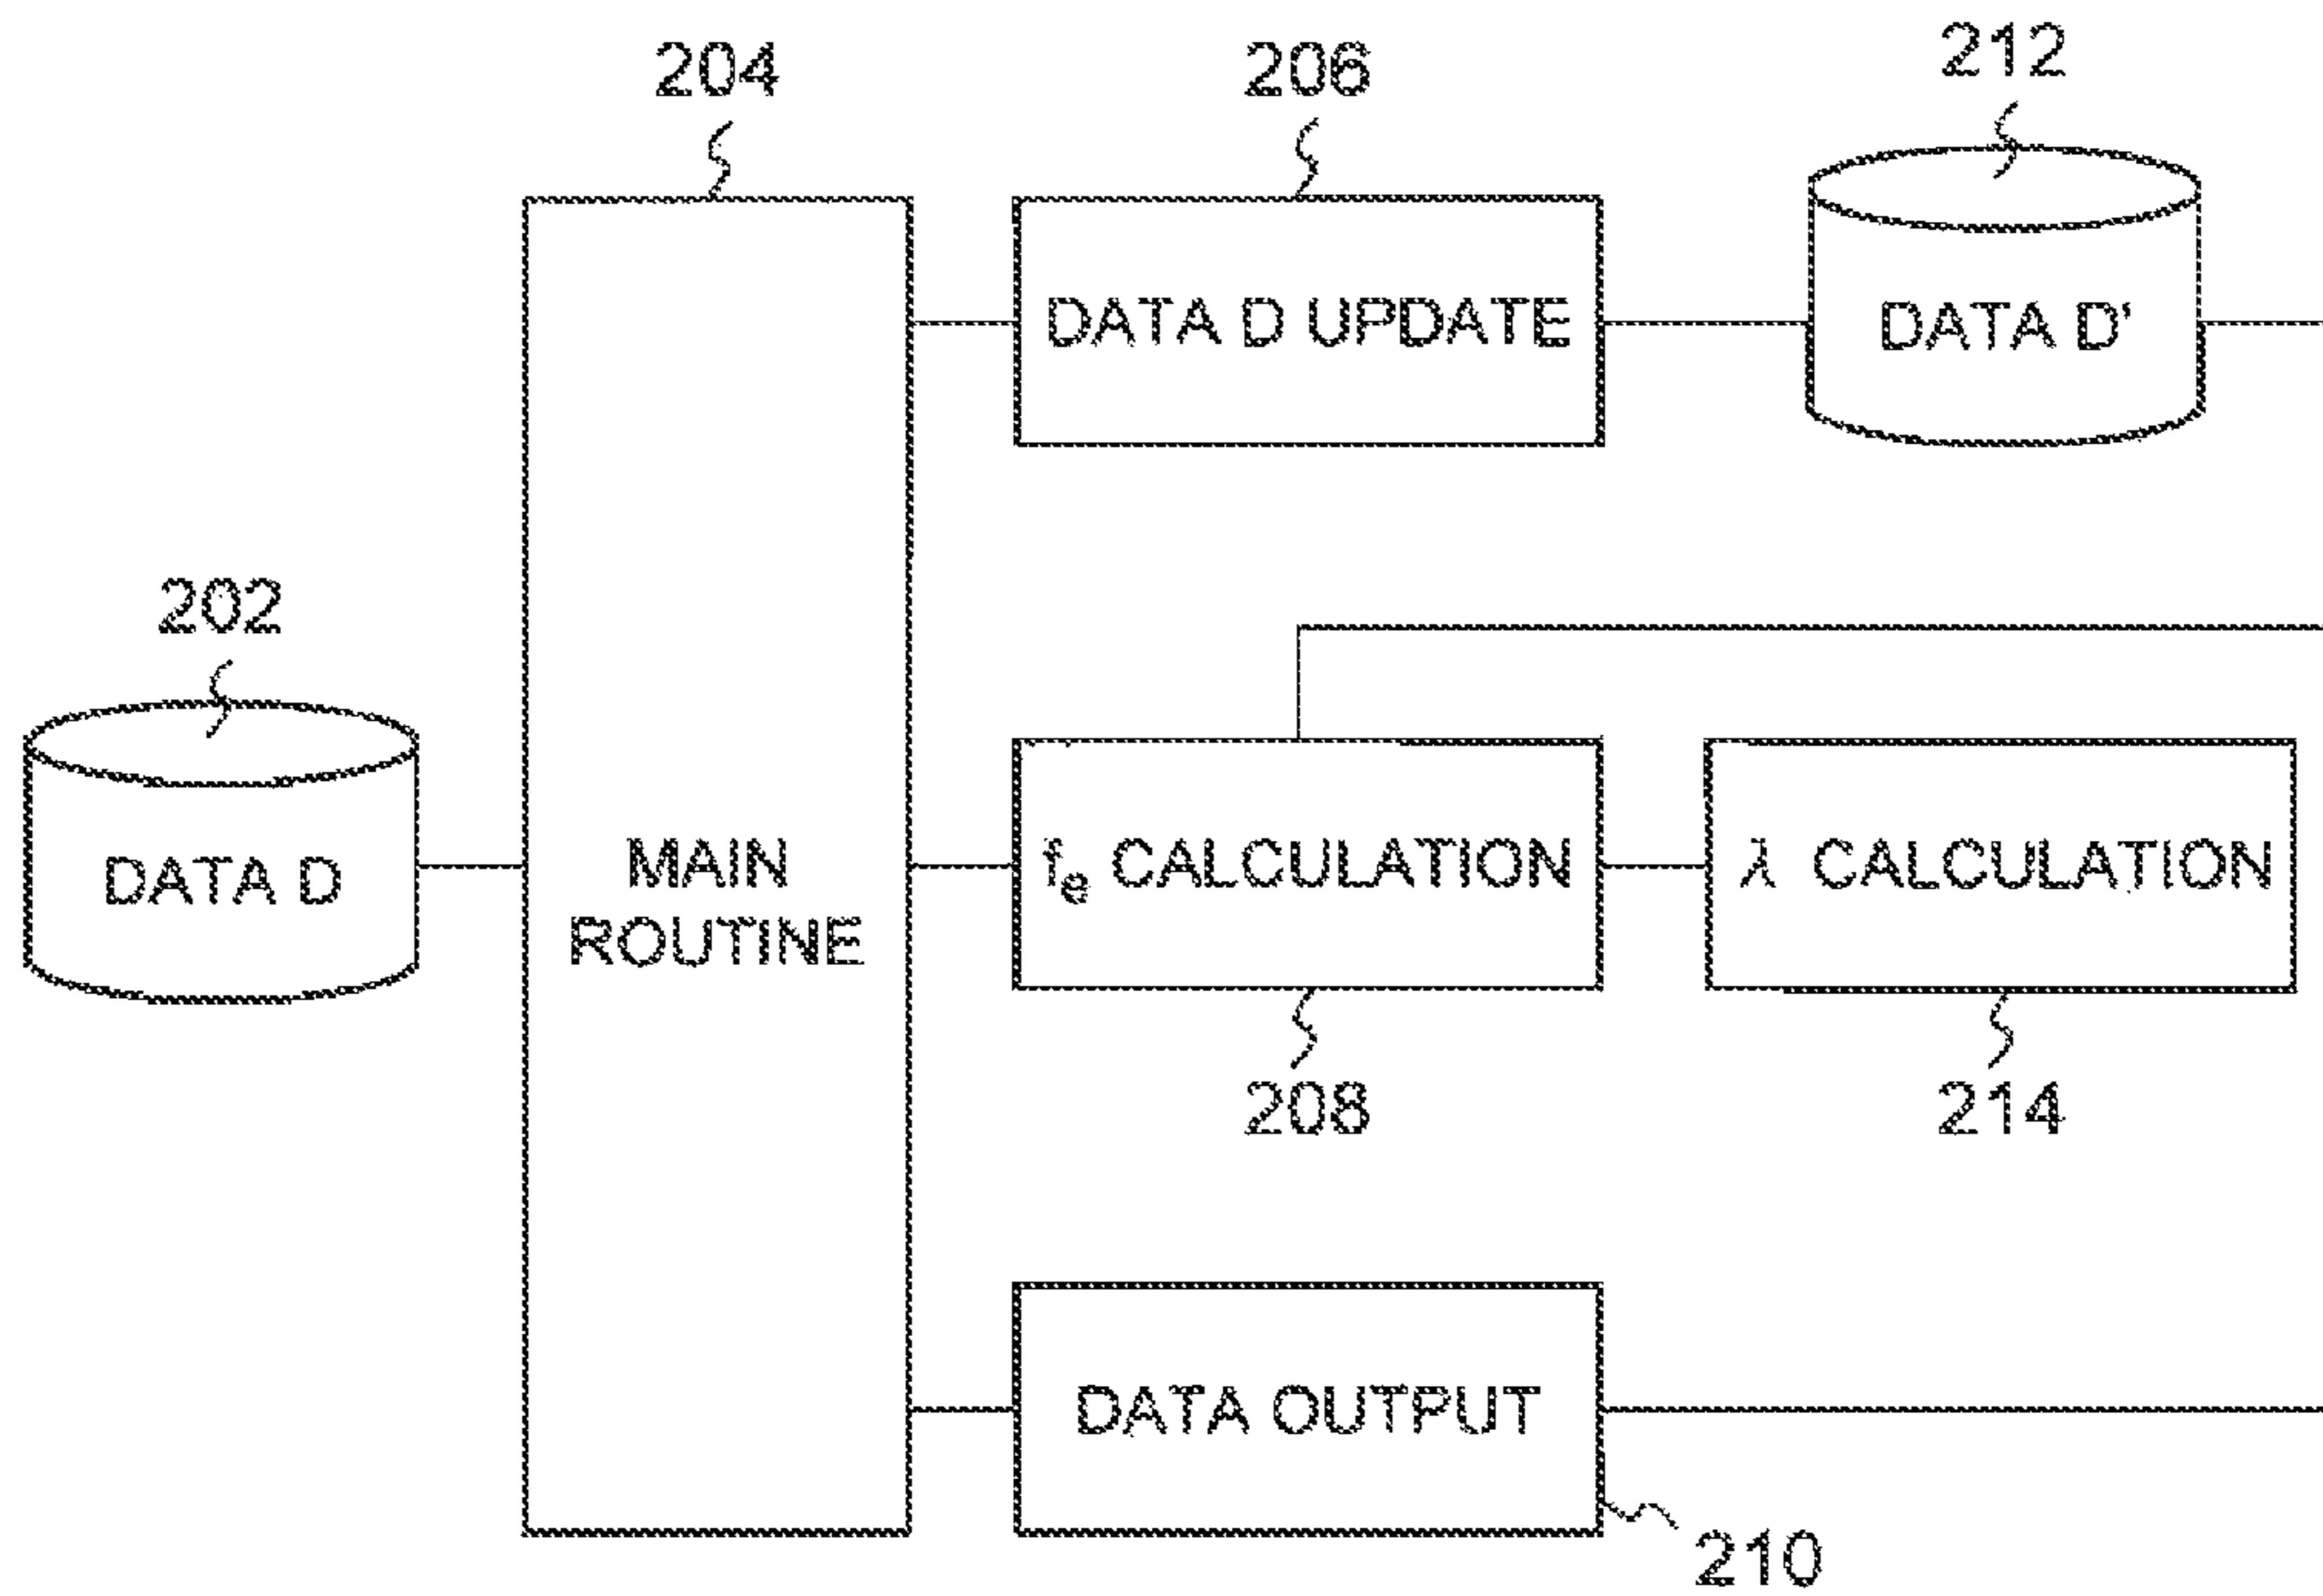 204
206
212
DATA D UPDATE
DATA D'
202
DATA D
MAIN
ROUTINE
fe CALCULATION
λ CALCULATION
208
214
DATA OUTPUT
210